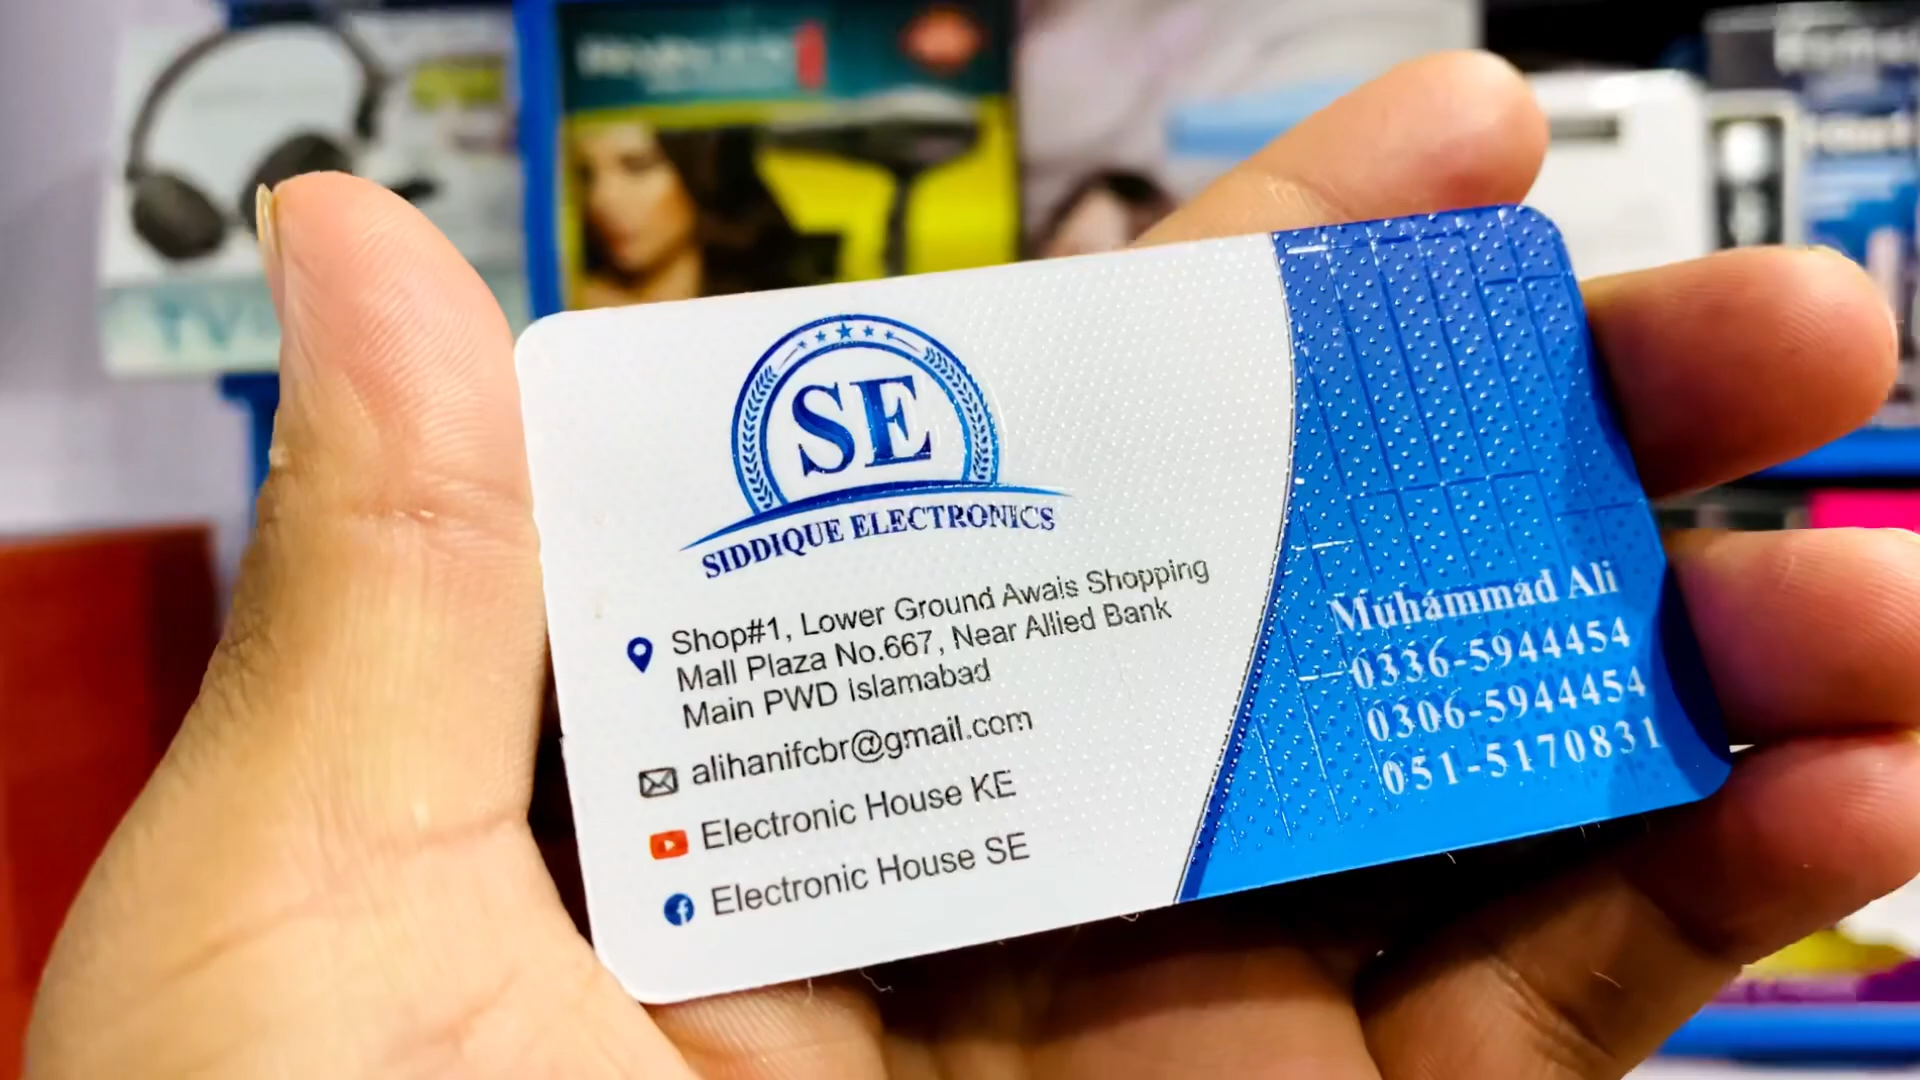 SE
SIDDIQUE ELECTRONICS
Shop#1, Lower Ground Awais Shopping
Mall Plaza No.667, Near Allied Bank
Main PWD Islamabad
alihanifcbr@gmail.com
Electronic House KE
Electronic House SE
Muhammad Ali
0336-5944454
0306-5944454
051-5170831